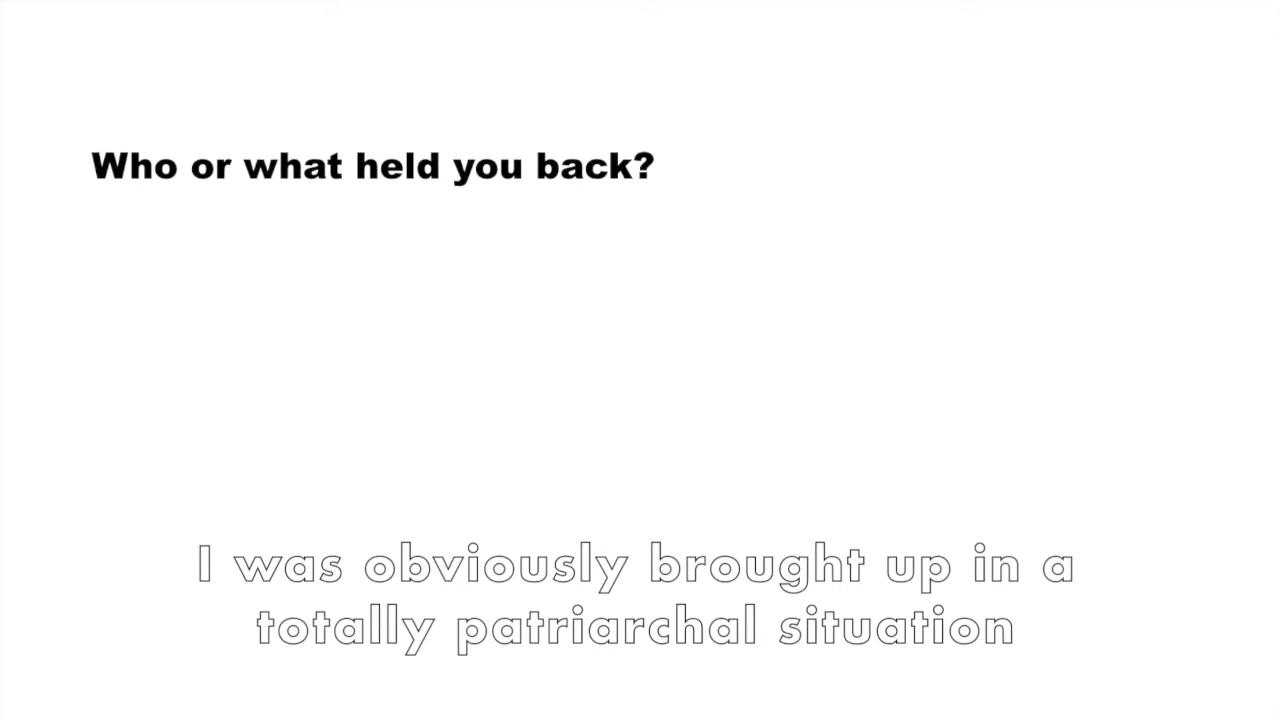 Who or what held you back?
I was obviously brought up in a
totally patriarchal situation